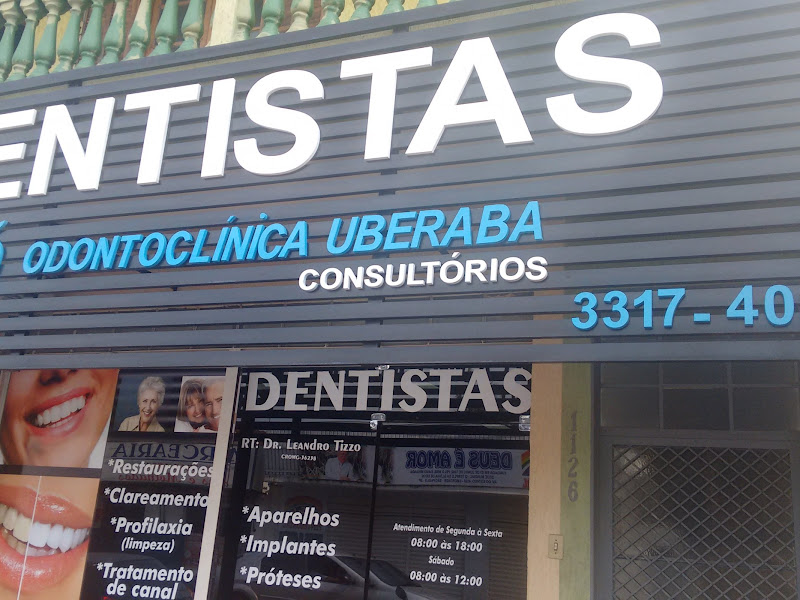 ENTISTAS
ODONTOCLÍNICA UBERABA
CONSULTÓRIOS
3317-40
DENTISTAS
RT: Dr. Leandro Tizzo
CROMG-36238
*Restaurações
*Clareamento
*Profilaxia
(limpeza)
*Tratamento
de canal
*Aparelhos
*Implantes
*Próteses
Atendimento de Segunda à Sexta
08:00 às 18:00
Sábado
08:00 às 12:00
DEUS É AMOR
1126